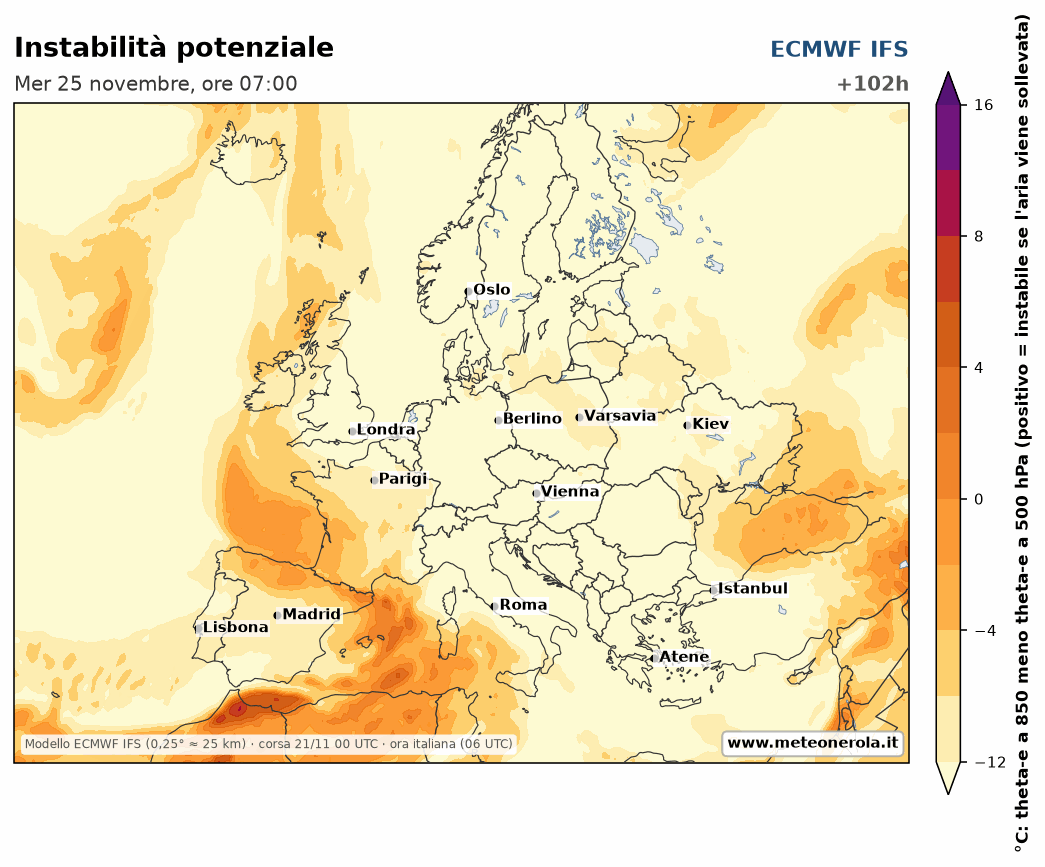 Instabilità potenziale
ECMWF IFS
Mer 25 novembre, ore 07:00
+102h
Oslo
Berlino
Varsavia
Kiev
Londra
Parigi
Vienna
Istanbul
Roma
Madrid
Lisbona
Atene
Modello ECMWF IFS (0,25° ≈ 25 km) · corsa 21/11 00 UTC · ora italiana (06 UTC)
www.meteonerola.it
16
8
4
0
−4
−12
°C: theta-e a 850 meno theta-e a 500 hPa (positivo = instabile se l'aria viene sollevata)